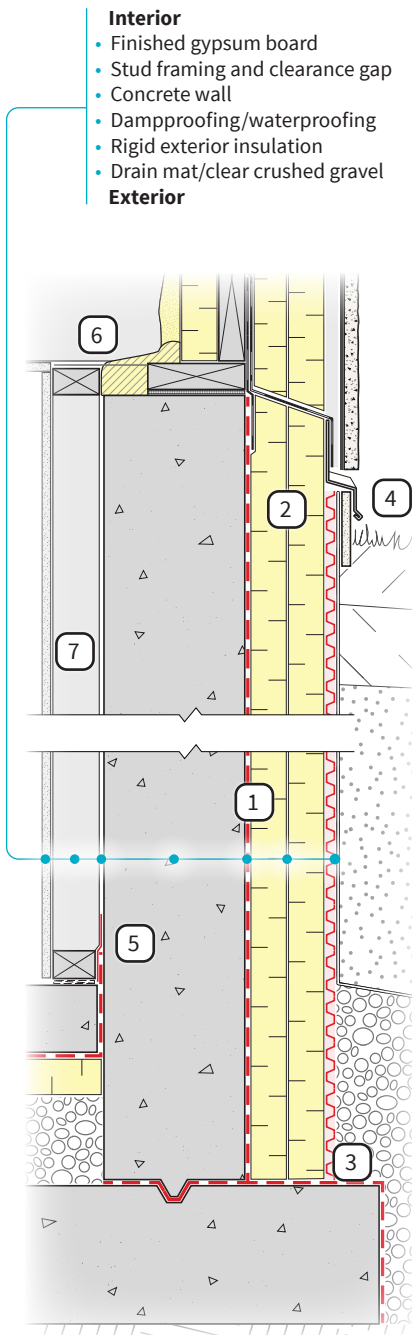 Interior
• Finished gypsum board
• Stud framing and clearance gap
• Concrete wall
• Dampproofing/waterproofing
• Rigid exterior insulation
• Drain mat/clear crushed gravel
Exterior
6
4
2
7
1
5
3